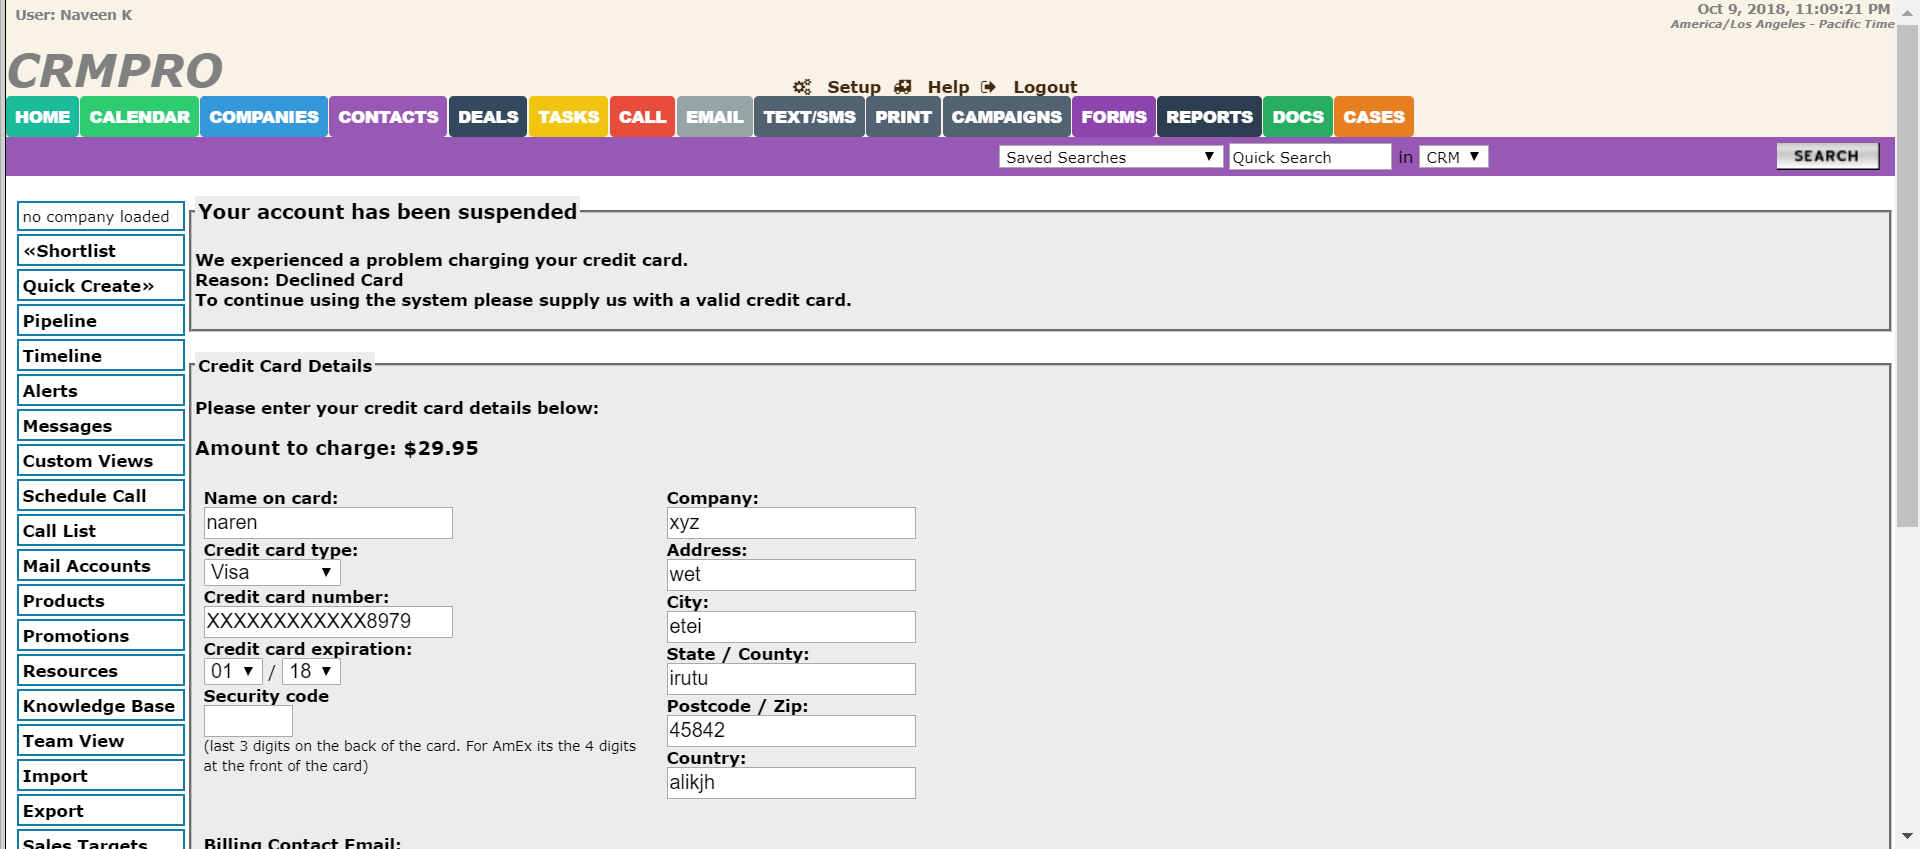 User: Naveen K
Oct 9, 2018, 11:09:21 PM
America/Los Angeles - Pacific Time
CRMPRO
Setup Help Logout
HOME CALENDAR COMPANIES CONTACTS DEALS TASKS CALL EMAIL TEXT/SMS PRINT CAMPAIGNS FORMS REPORTS DOCS CASES
Saved Searches Quick Search in CRM SEARCH
no company loaded
«Shortlist
Quick Create»
Pipeline
Timeline
Alerts
Messages
Custom Views
Schedule Call
Call List
Mail Accounts
Products
Promotions
Resources
Knowledge Base
Team View
Import
Export
Sales Targets
Your account has been suspended
We experienced a problem charging your credit card.
Reason: Declined Card
To continue using the system please supply us with a valid credit card.
Credit Card Details
Please enter your credit card details below:
Amount to charge: $29.95
Name on card:
naren
Credit card type:
Visa
Credit card number:
XXXXXXXXXXXX8979
Credit card expiration:
01 / 18
Security code
(last 3 digits on the back of the card. For AmEx its the 4 digits
at the front of the card)
Company:
xyz
Address:
wet
City:
etei
State / County:
irutu
Postcode / Zip:
45842
Country:
alikjh
Billing Contact Email: